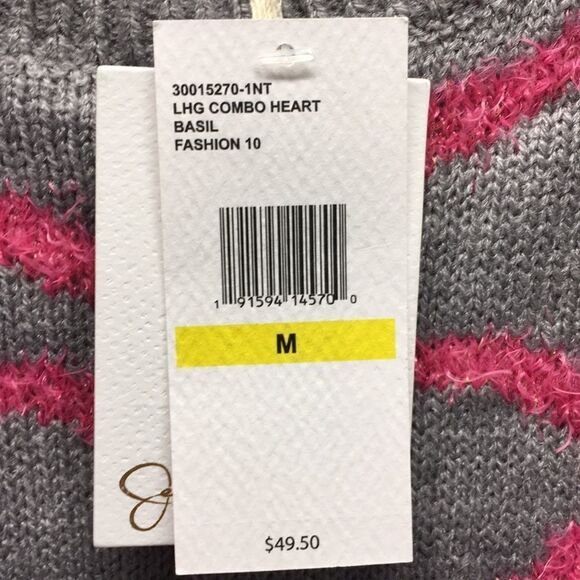 30015270-1NT
LHG COMBO HEART
BASIL
FASHION 10
1 91594 14570 0
M
$49.50